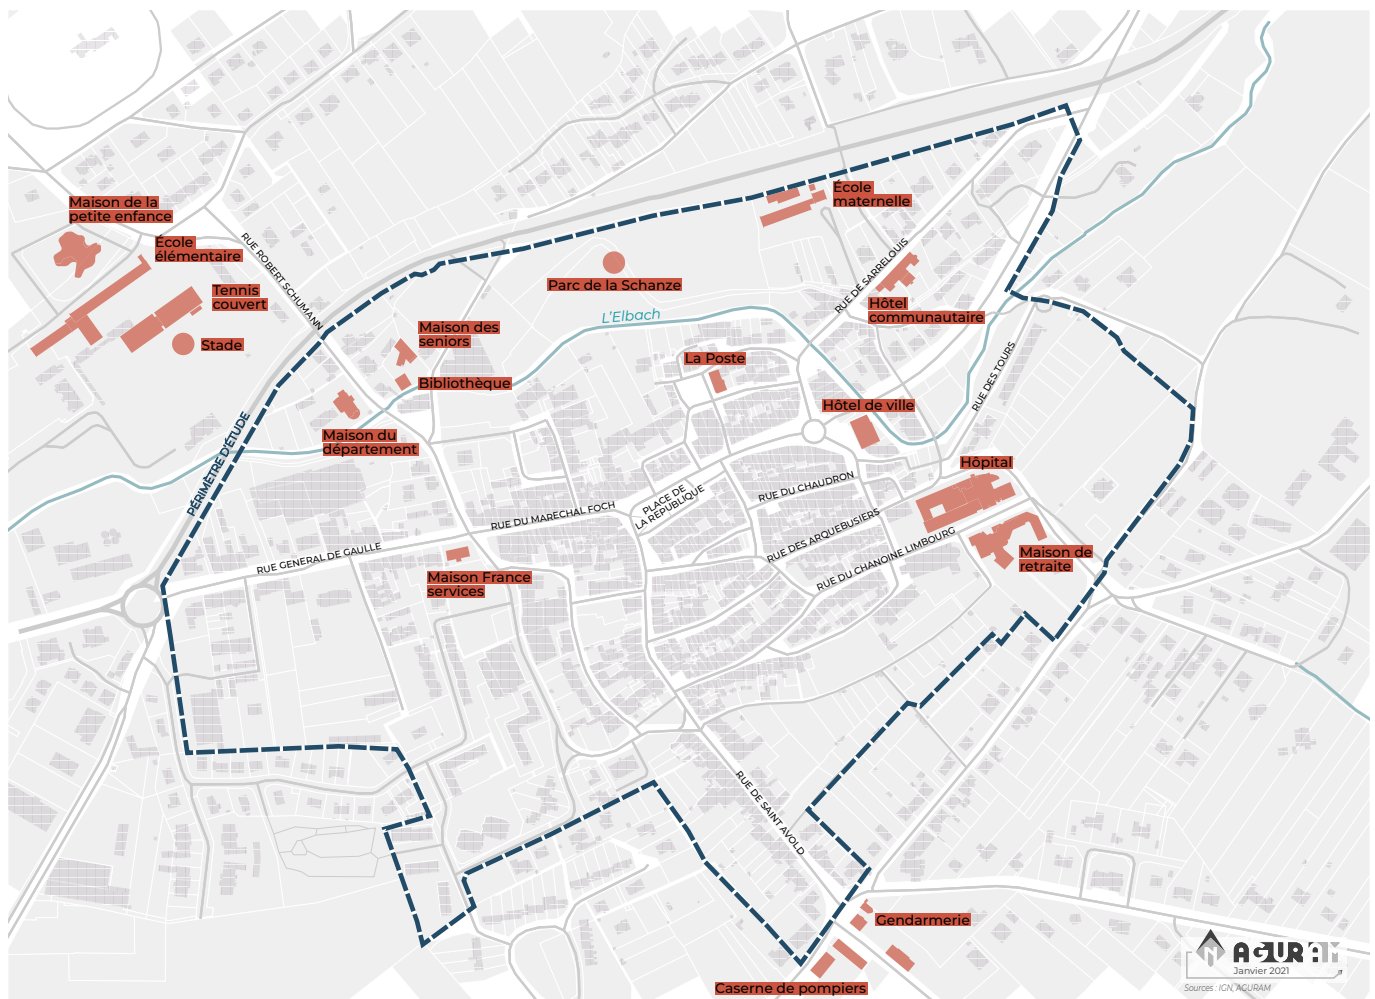 Maison de la
petite enfance
École
élémentaire
Tennis
couvert
Stade
RUE ROBERT SCHUMANN
École
maternelle
Parc de la Schanze
RUE DE SARRELOUIS
Hôtel
communautaire
L'Elbach
Maison des
seniors
Bibliothèque
La Poste
RUE DES TOURS
Hôtel de ville
Maison du
département
PÉRIMÈTRE D'ÉTUDE
Hôpital
RUE DU CHAUDRON
PLACE DE
LA RÉPUBLIQUE
RUE DU MARECHAL FOCH
RUE DES ARQUEBUSIERS
RUE DU CHANOINE LIMBOURG
RUE GENERAL DE GAULLE
Maison de
retraite
Maison France
services
RUE DE SAINT AVOLD
Gendarmerie
Caserne de pompiers
N
AGURAM
Janvier 2021
Sources : IGN, AGURAM